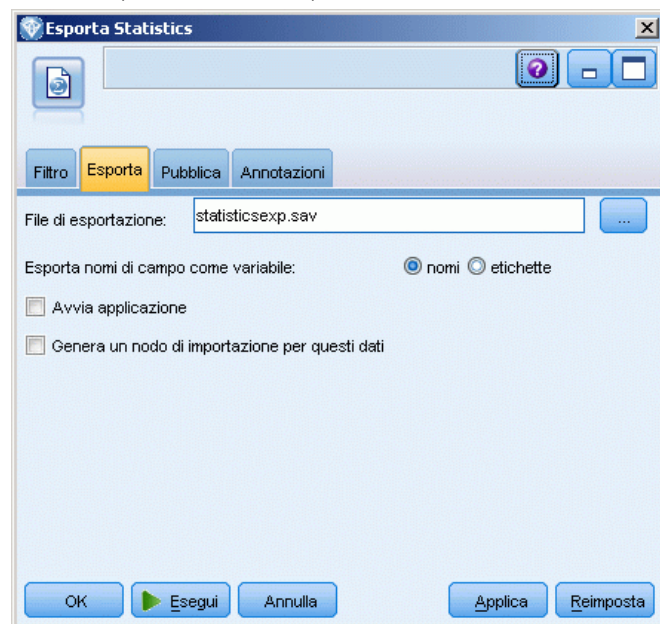 Esporta Statistics
Filtro Esporta Pubblica Annotazioni
File di esportazione: statisticsexp.sav ...
Esporta nomi di campo come variabile: nomi etichette
Avvia applicazione
Genera un nodo di importazione per questi dati
OK Esegui Annulla Applica Reimposta